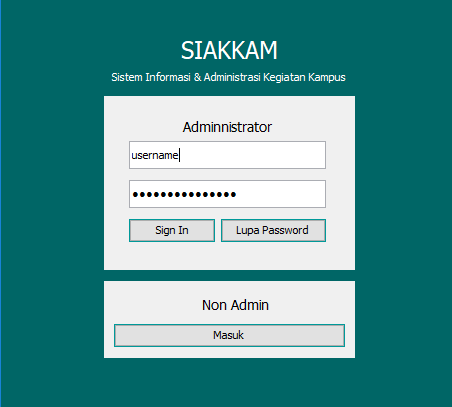 SIAKKAM
Sistem Informasi & Administrasi Kegiatan Kampus
Adminnistrator
username
●●●●●●●●●●●●●●●
Sign In Lupa Password
Non Admin
Masuk